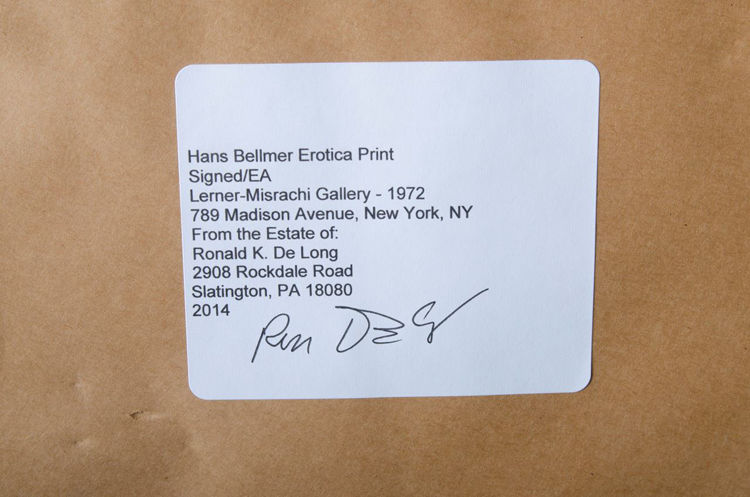 Hans Bellmer Erotica Print
Signed/EA
Lerner-Misrachi Gallery - 1972
789 Madison Avenue, New York, NY
From the Estate of:
Ronald K. De Long
2908 Rockdale Road
Slatington, PA 18080
2014
Ron